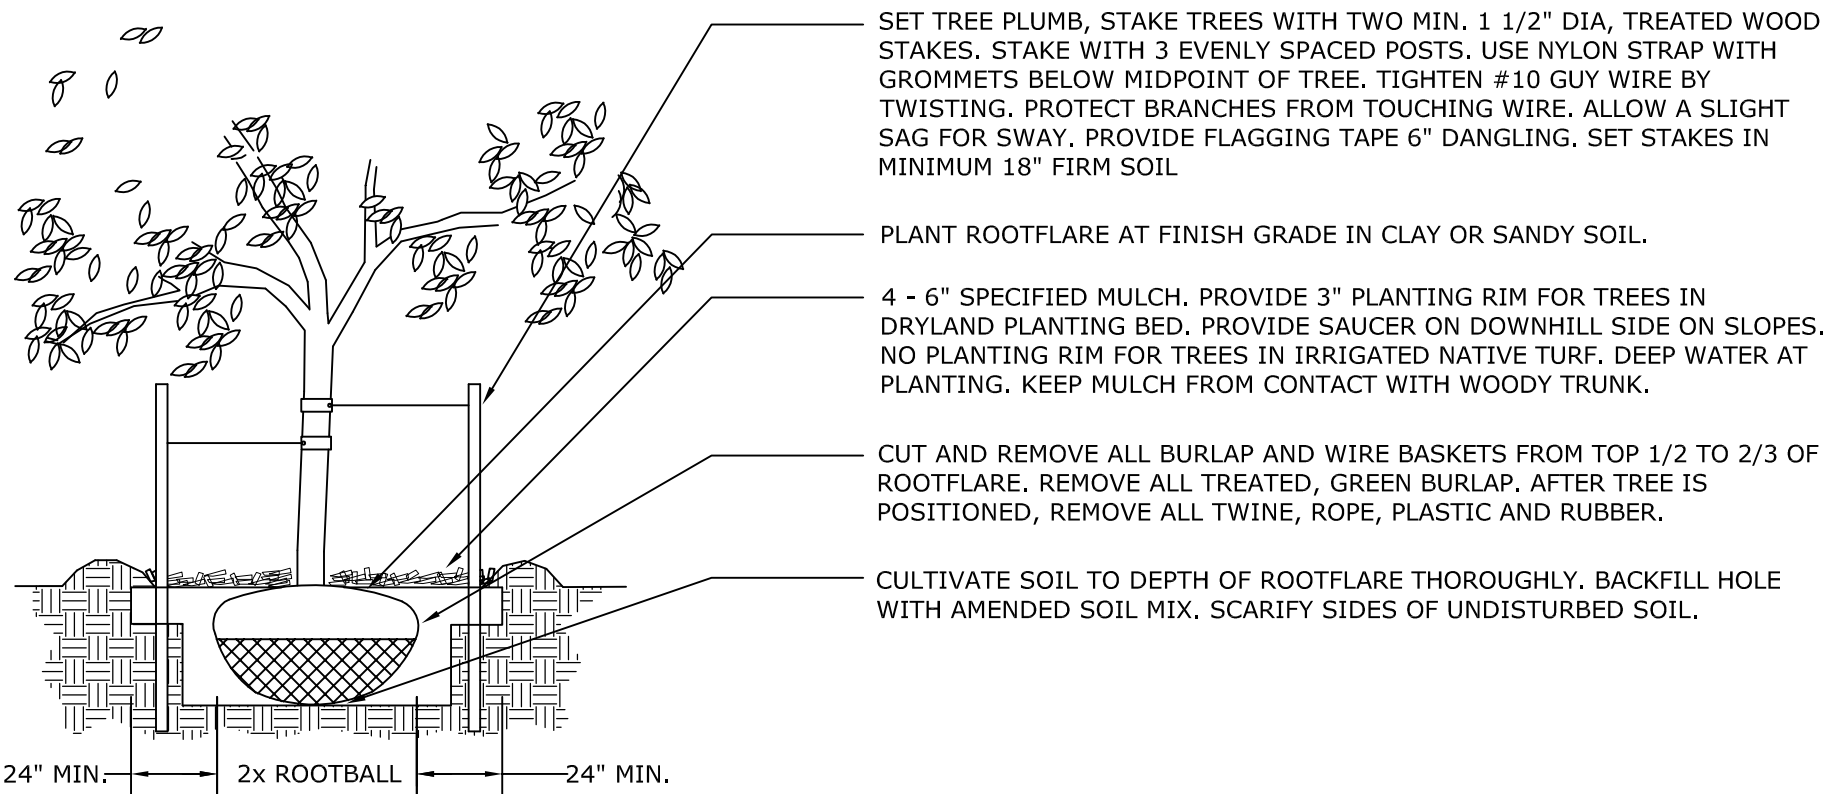 SET TREE PLUMB, STAKE TREES WITH TWO MIN. 1 1/2" DIA, TREATED WOOD
STAKES. STAKE WITH 3 EVENLY SPACED POSTS. USE NYLON STRAP WITH
GROMMETS BELOW MIDPOINT OF TREE. TIGHTEN #10 GUY WIRE BY
TWISTING. PROTECT BRANCHES FROM TOUCHING WIRE. ALLOW A SLIGHT
SAG FOR SWAY. PROVIDE FLAGGING TAPE 6" DANGLING. SET STAKES IN
MINIMUM 18" FIRM SOIL
PLANT ROOTFLARE AT FINISH GRADE IN CLAY OR SANDY SOIL.
4 - 6" SPECIFIED MULCH. PROVIDE 3" PLANTING RIM FOR TREES IN
DRYLAND PLANTING BED. PROVIDE SAUCER ON DOWNHILL SIDE ON SLOPES.
NO PLANTING RIM FOR TREES IN IRRIGATED NATIVE TURF. DEEP WATER AT
PLANTING. KEEP MULCH FROM CONTACT WITH WOODY TRUNK.
CUT AND REMOVE ALL BURLAP AND WIRE BASKETS FROM TOP 1/2 TO 2/3 OF
ROOTFLARE. REMOVE ALL TREATED, GREEN BURLAP. AFTER TREE IS
POSITIONED, REMOVE ALL TWINE, ROPE, PLASTIC AND RUBBER.
CULTIVATE SOIL TO DEPTH OF ROOTFLARE THOROUGHLY. BACKFILL HOLE
WITH AMENDED SOIL MIX. SCARIFY SIDES OF UNDISTURBED SOIL.
24" MIN. 2x ROOTBALL 24" MIN.